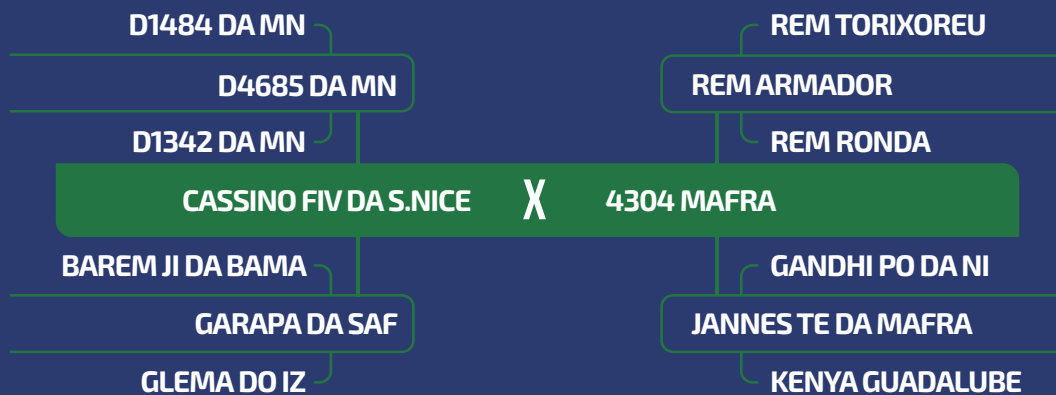 D1484 DA MN
REM TORIXOREU
D4685 DA MN
REM ARMADOR
D1342 DA MN
REM RONDA
CASSINO FIV DA S.NICE X 4304 MAFRA
BAREM JI DA BAMA
GANDHI PO DA NI
GARAPA DA SAF
JANNES TE DA MAFRA
GLEMA DO IZ
KENYA GUADALUBE